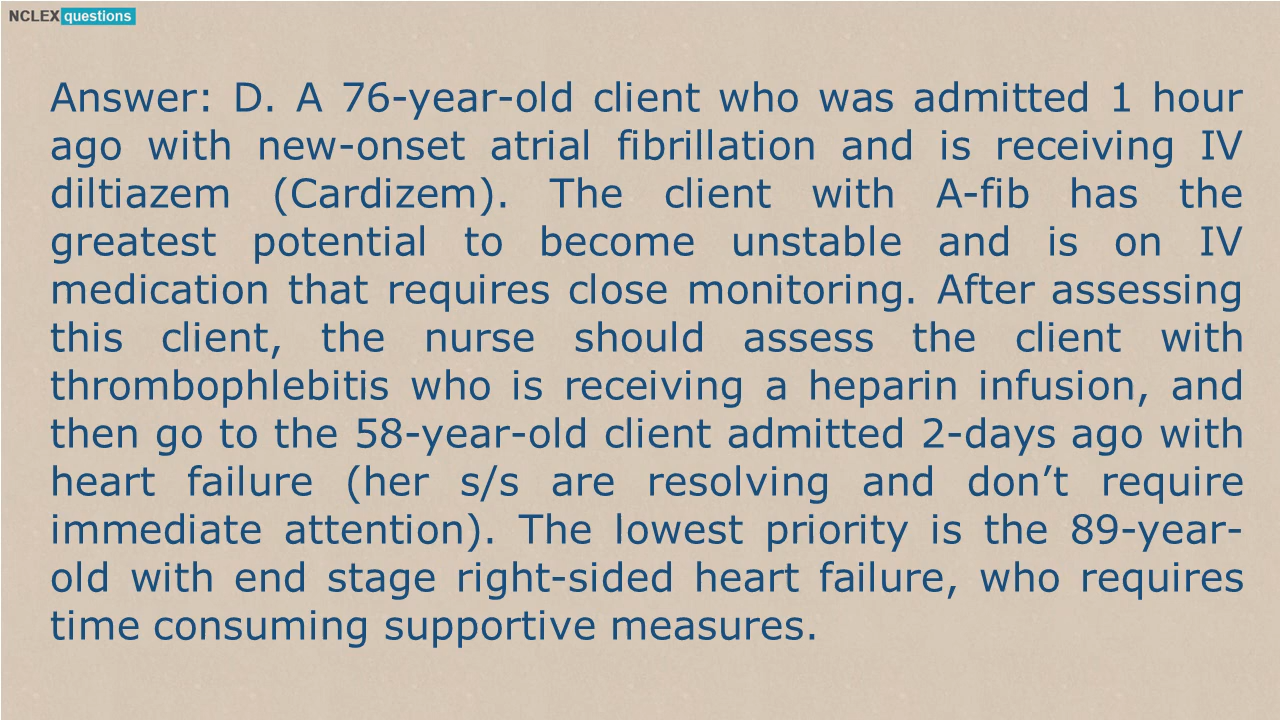 NCLEX questions
Answer: D. A 76-year-old client who was admitted 1 hour
ago with new-onset atrial fibrillation and is receiving IV
diltiazem (Cardizem). The client with A-fib has the
greatest potential to become unstable and is on IV
medication that requires close monitoring. After assessing
this client, the nurse should assess the client with
thrombophlebitis who is receiving a heparin infusion, and
then go to the 58-year-old client admitted 2-days ago with
heart failure (her s/s are resolving and don’t require
immediate attention). The lowest priority is the 89-year-
old with end stage right-sided heart failure, who requires
time consuming supportive measures.